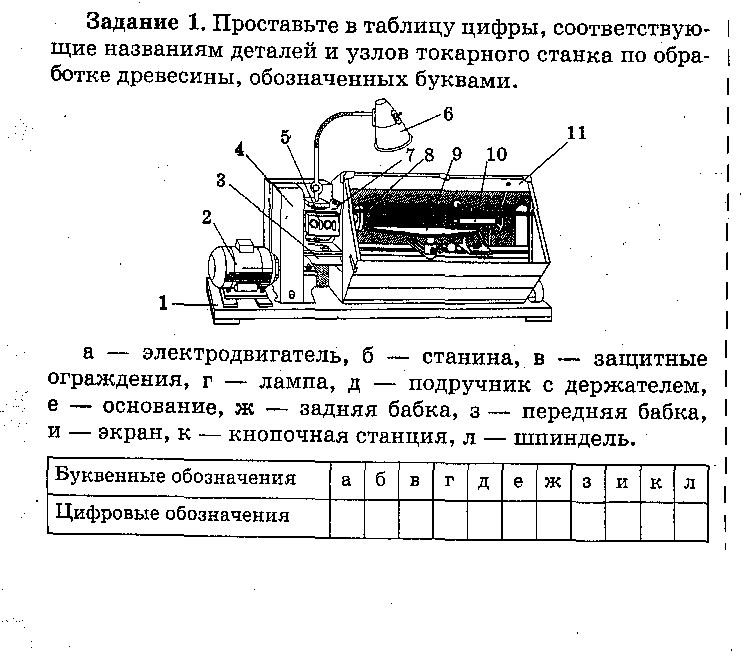 Задание 1. Проставьте в таблицу цифры, соответствую-
щие названиям деталей и узлов токарного станка по обра-
ботке древесины, обозначенных буквами.
6
5
11
4
7 8 9 10
3
2
1
а — электродвигатель, б — станина, в — защитные
ограждения, г — лампа, д — подручник с держателем,
е — основание, ж — задняя бабка, з — передняя бабка,
и — экран, к — кнопочная станция, л — шпиндель.
Буквенные обозначения а б в г д е ж з и к л
Цифровые обозначения